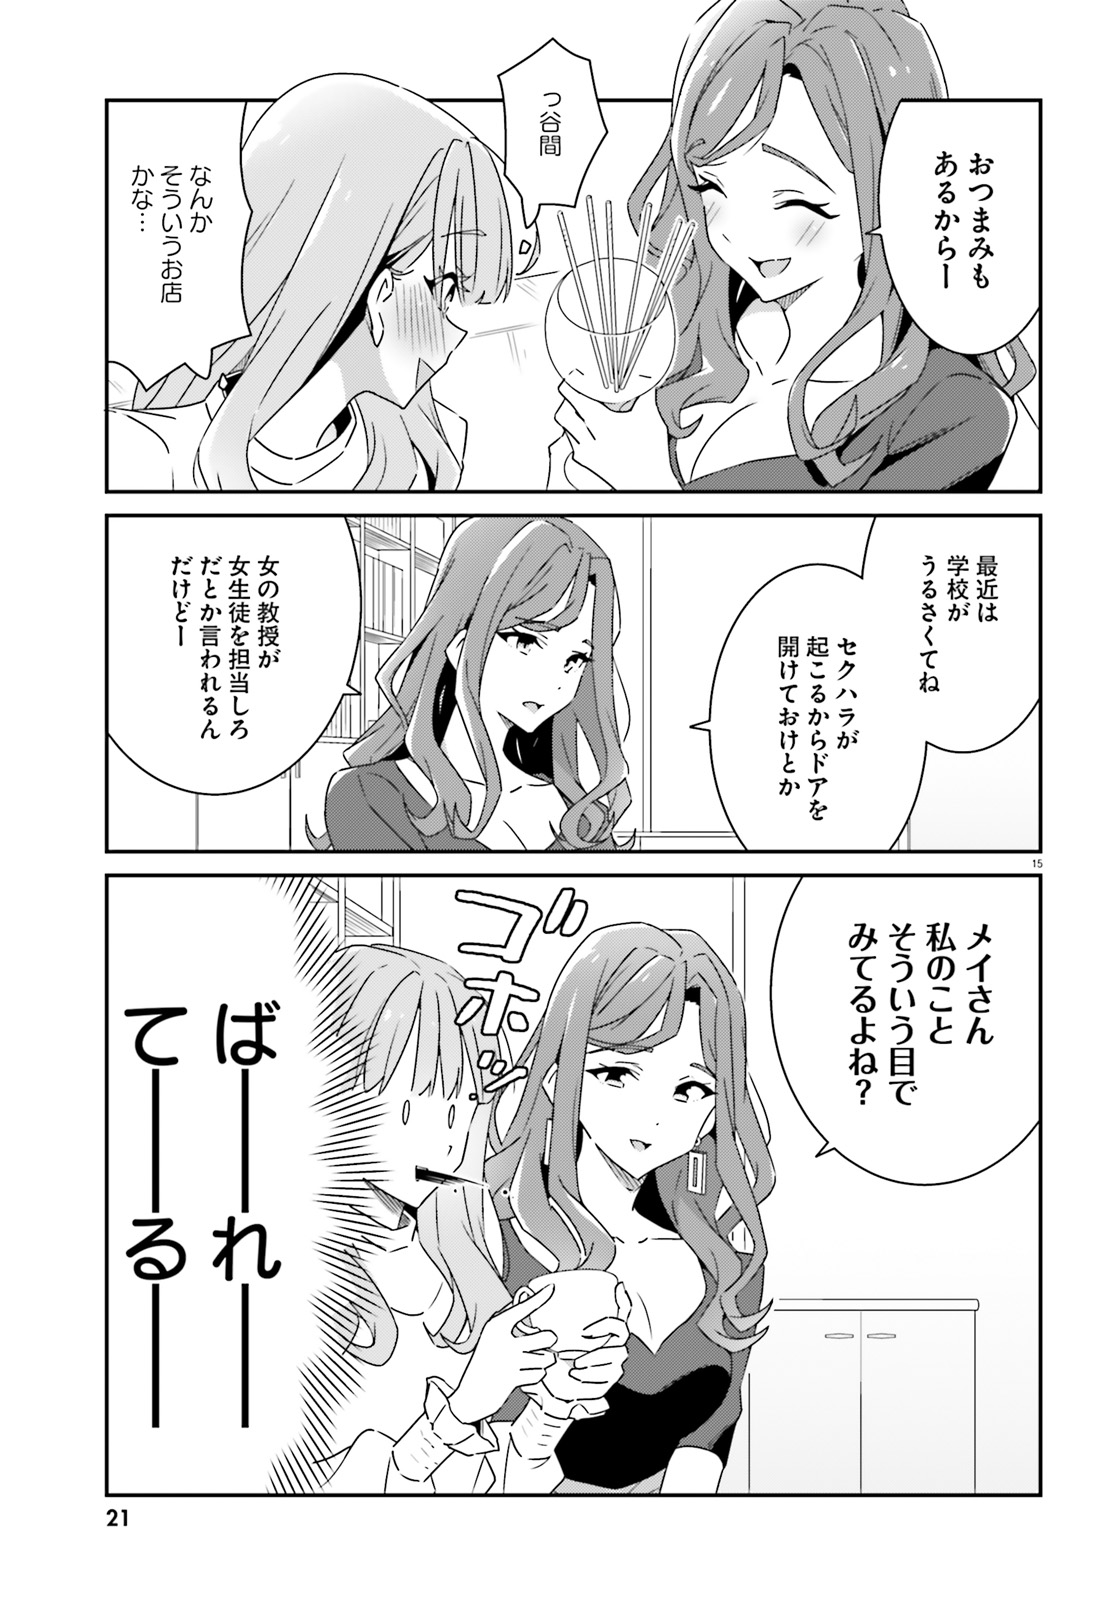 おつまみも
あるからー
っ谷間
なんか
そういうお店
かな…
最近は
学校が
うるさくてね
セクハラが
起こるからドアを
開けておけとか
女の教授が
女生徒を担当しろ
だとか言われるん
だけどー
15
メイさん
私のこと
そういう目で
みてるよね?
ゴホッ
ばーれー
てーるー
21